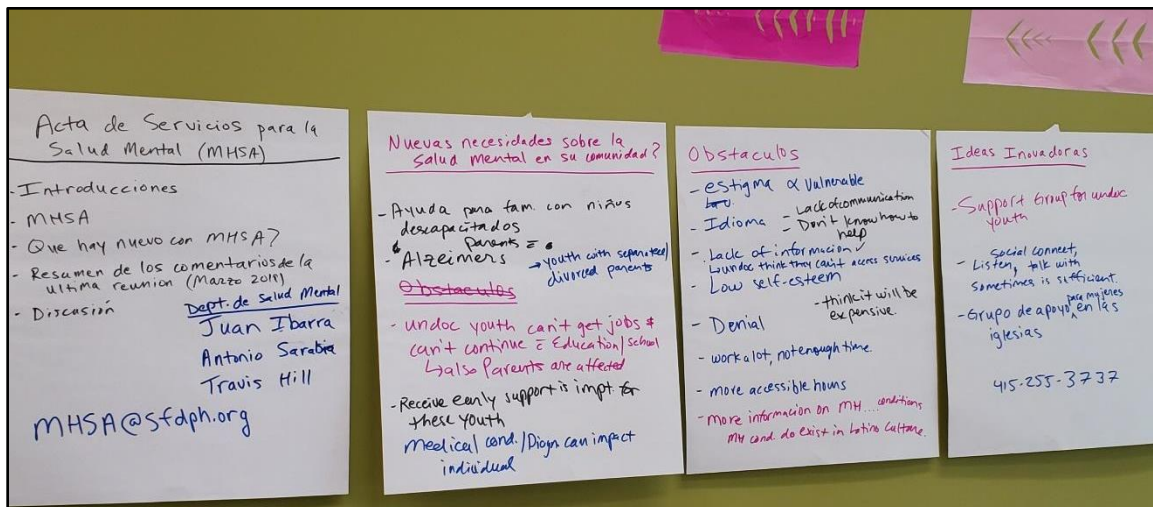 Acta de Servicios para la
Salud Mental (MHSA)
- Introducciones
- MHSA
- Que hay nuevo con MHSA?
- Resumen de los comentarios de la
ultima reunion (Marzo 2019)
- Discusión
Dept. de Salud Mental
Juan Ibarra
Antonio Sarabia
Travis Hill
MHSA@sfdph.org
Nuevas necesidades sobre la
Salud mental en su comunidad?
- Ayuda para fam. con niños
descapacitados
parents =
- Alzeimers
→ youth with separated/
divorced parents
Obstaculos
- undoc youth can't get jobs &
can't continue = Education/school
↳ also Parents are affected
- Receive early support is impt for
these youth
Medical cond./Diagn can impact
individual
Obstaculos
- estigma & Vulnerable
- Idioma
- Lack of communication
- Don't know how to
help
- Lack of informacion ✓
↳ undoc think they can't access services
- Low self-esteem
- think it will be
expensive
- Denial
- work a lot, not enough time.
- more accessible hours
- More informacion on MH .... conditions
MH cond. do exist in Latino Culture.
Ideas Inovadoras
- Support Group for undoc
youth
social connect,
- Listen, talk with
sometimes is sufficient.
- Grupo de apoyo para mujeres en las
iglesias
415-255-3737